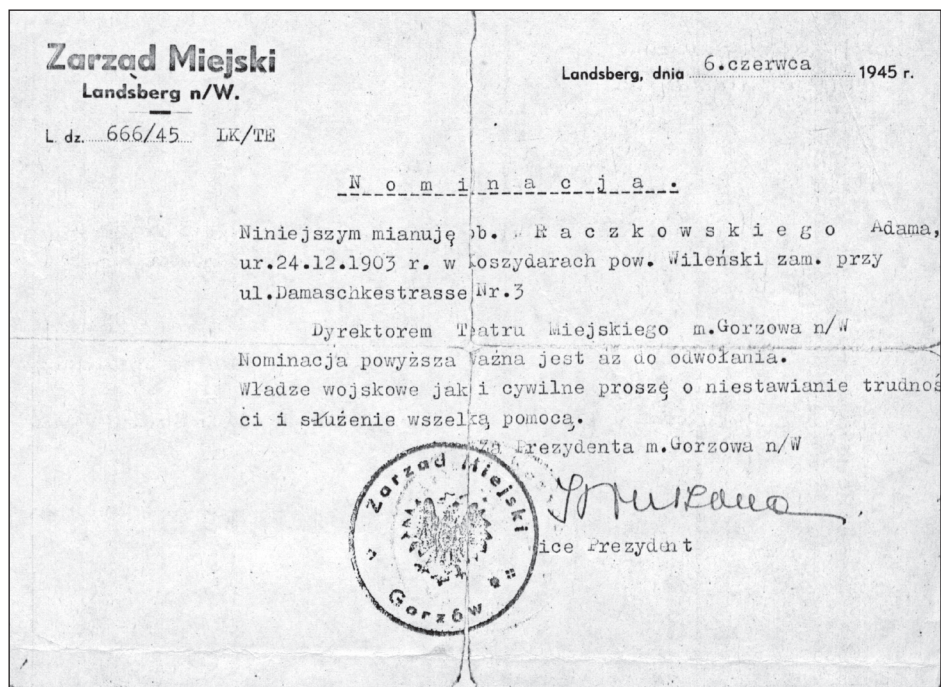 Zarząd Miejski
Landsberg n/W.
L. dz. 666/45 LK/TE
Landsberg, dnia 6.czerwca 1945 r.
Nominacja.
Niniejszym mianuję ob. Raczkowskiego Adama,
ur.24.12.1903 r. w Koszydarach pow. Wileński zam. przy
ul.Damaschkestrasse Nr.3
Dyrektorem Teatru Miejskiego m.Gorzowa n/W
Nominacja powyższa ważna jest aż do odwołania.
Władze wojskowe jak i cywilne proszę o niestawianie trudnoś
ci i służenie wszelką pomocą.
za Prezydenta m.Gorzowa n/W
ice Prezydent
Zarząd Miejski
Gorzów